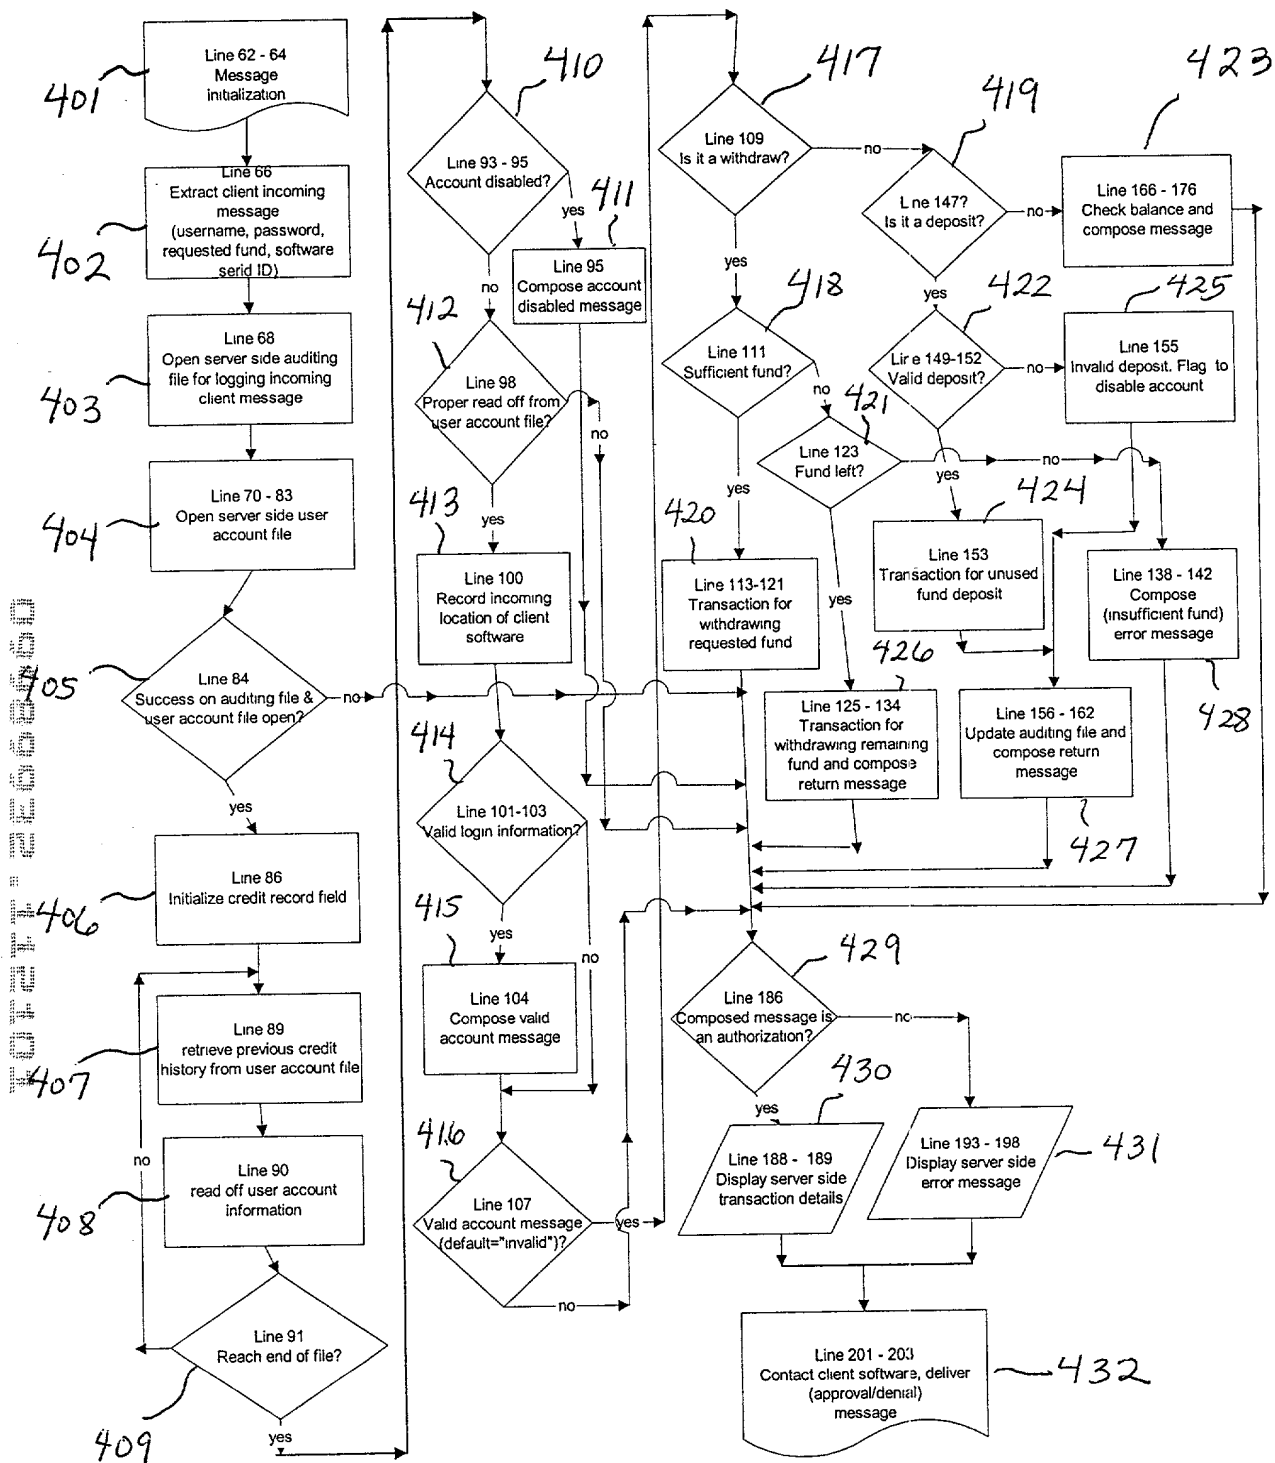 401
Line 62 - 64
Message
initialization
402
Line 66
Extract client incoming
message
(username, password,
requested fund, software
serid ID)
403
Line 68
Open server side auditing
file for logging incoming
client message
404
Line 70 - 83
Open server side user
account file
405
Line 84
Success on auditing file &
user account file open?
no
yes
406
Line 86
Initialize credit record field
407
Line 89
retrieve previous credit
history from user account file
408
Line 90
read off user account
information
no
409
Line 91
Reach end of file?
yes
410
Line 93 - 95
Account disabled?
yes
no
411
Line 95
Compose account
disabled message
412
Line 98
Proper read off from
user account file?
no
yes
413
Line 100
Record incoming
location of client
software
414
Line 101-103
Valid login information?
yes
no
415
Line 104
Compose valid
account message
416
Line 107
Valid account message
(default="invalid")?
yes
no
417
Line 109
Is it a withdraw?
no
yes
418
Line 111
Sufficient fund?
no
yes
419
Line 147?
Is it a deposit?
no
yes
420
Line 113-121
Transaction for
withdrawing
requested fund
421
Line 123
Fund left?
no
yes
422
Line 149-152
Valid deposit?
no
yes
423
Line 166 - 176
Check balance and
compose message
424
Line 153
Transaction for unused
fund deposit
425
Line 155
Invalid deposit. Flag to
disable account
426
Line 125 - 134
Transaction for
withdrawing remaining
fund and compose
return message
427
Line 156 - 162
Update auditing file and
compose return
message
428
Line 138 - 142
Compose
(insufficient fund)
error message
429
Line 186
Composed message is
an authorization?
no
yes
430
Line 188 - 189
Display server side
transaction details
431
Line 193 - 198
Display server side
error message
432
Line 201 - 203
Contact client software, deliver
(approval/denial)
message